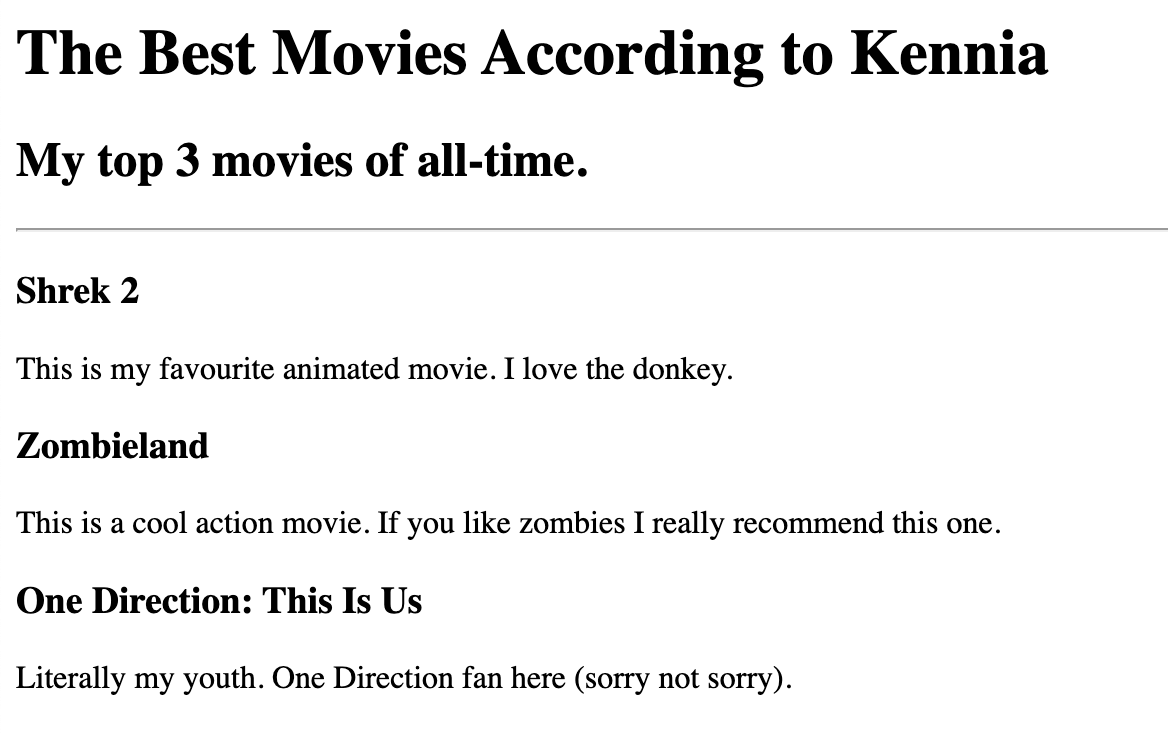 The Best Movies According to Kennia
My top 3 movies of all-time.
Shrek 2
This is my favourite animated movie. I love the donkey.
Zombieland
This is a cool action movie. If you like zombies I really recommend this one.
One Direction: This Is Us
Literally my youth. One Direction fan here (sorry not sorry).